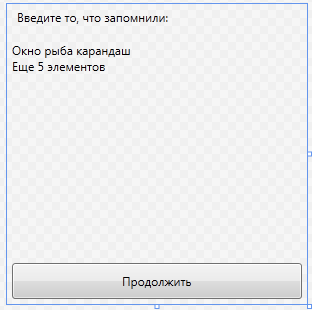 Введите то, что запомнили:
Окно рыба карандаш
Еще 5 элементов
Продолжить